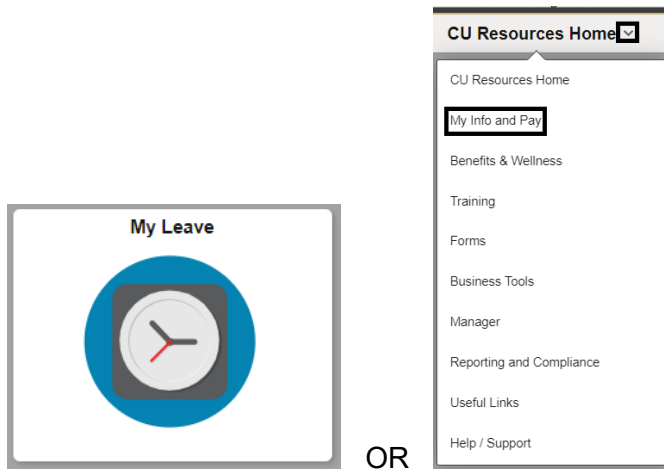 CU Resources Home
CU Resources Home
My Info and Pay
Benefits & Wellness
Training
Forms
Business Tools
Manager
Reporting and Compliance
Useful Links
Help / Support
My Leave
OR